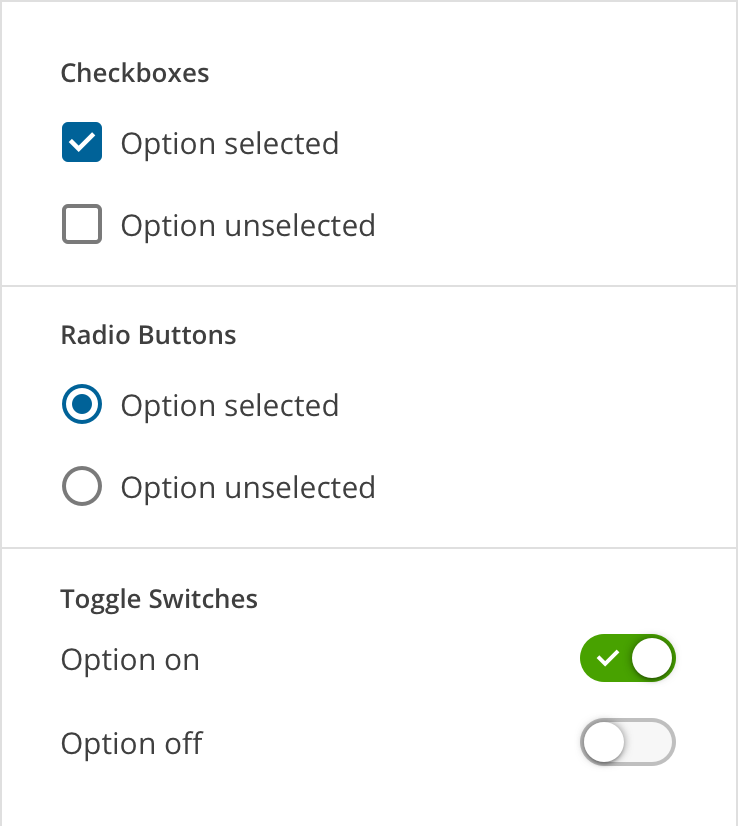 Checkboxes
Option selected
Option unselected
Radio Buttons
Option selected
Option unselected
Toggle Switches
Option on
Option off